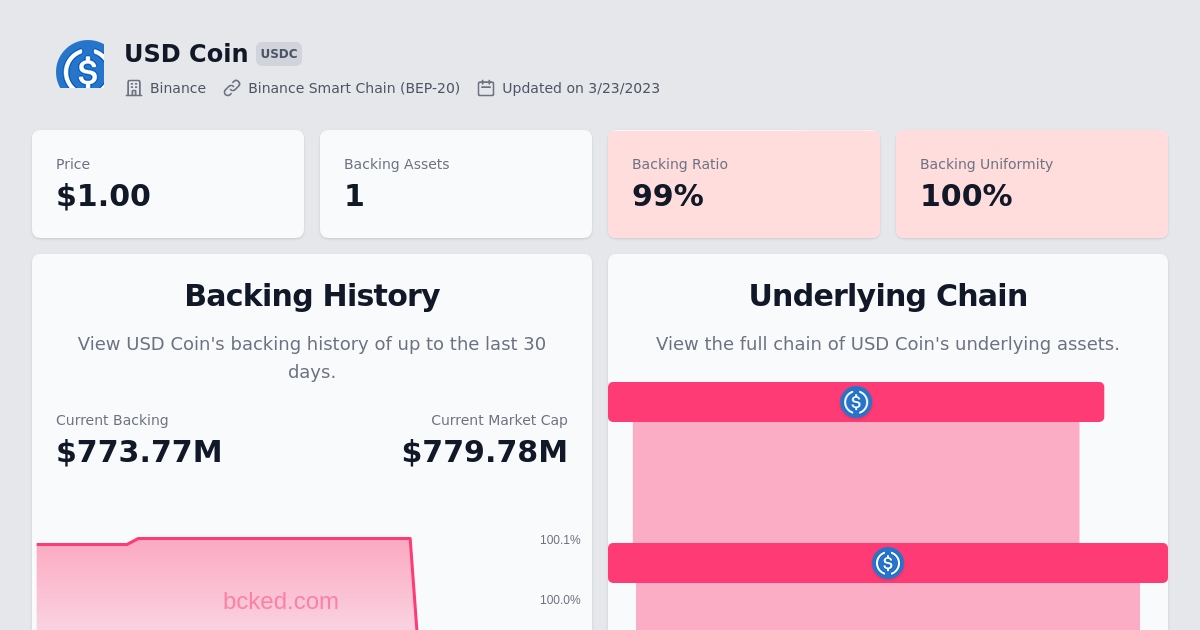 USD Coin USDC
Binance Binance Smart Chain (BEP-20) Updated on 3/23/2023
Price
$1.00
Backing Assets
1
Backing Ratio
99%
Backing Uniformity
100%
Backing History
View USD Coin's backing history of up to the last 30
days.
Current Backing
$773.77M
Current Market Cap
$779.78M
100.1%
bcked.com
100.0%
Underlying Chain
View the full chain of USD Coin's underlying assets.